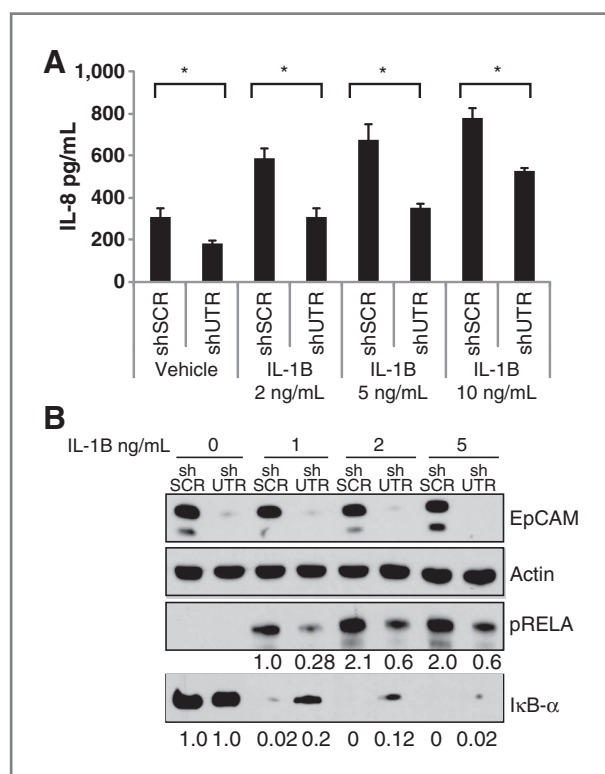 A
IL-8 pg/mL
1,000
800
600
400
200
0
* * * *
shSCR shUTR shSCR shUTR shSCR shUTR shSCR shUTR
Vehicle IL-1B IL-1B IL-1B
2 ng/mL 5 ng/mL 10 ng/mL
B
IL-1B ng/mL 0 1 2 5
sh sh sh sh sh sh sh sh
SCR UTR SCR UTR SCR UTR SCR UTR
EpCAM
Actin
pRELA
1.0 0.28 2.1 0.6 2.0 0.6
IκB-α
1.0 1.0 0.02 0.2 0 0.12 0 0.02